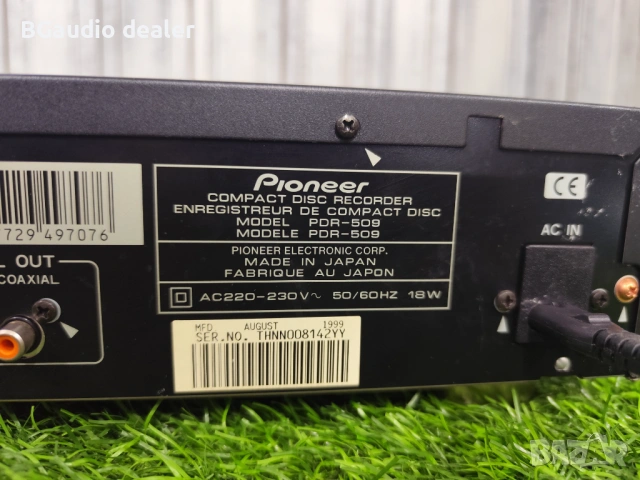 Bgaudio dealer
Pioneer
COMPACT DISC RECORDER
ENREGISTREUR DE COMPACT DISC
MODEL PDR-509
MODELE PDR-509
PIONEER ELECTRONIC CORP.
MADE IN JAPAN
FABRIQUE AU JAPON
AC220-230V~ 50/60HZ 18W
CE
AC IN
729 497076
L OUT
COAXIAL
MFD AUGUST 1999
SER.NO. THNN008142YY
BAZAR